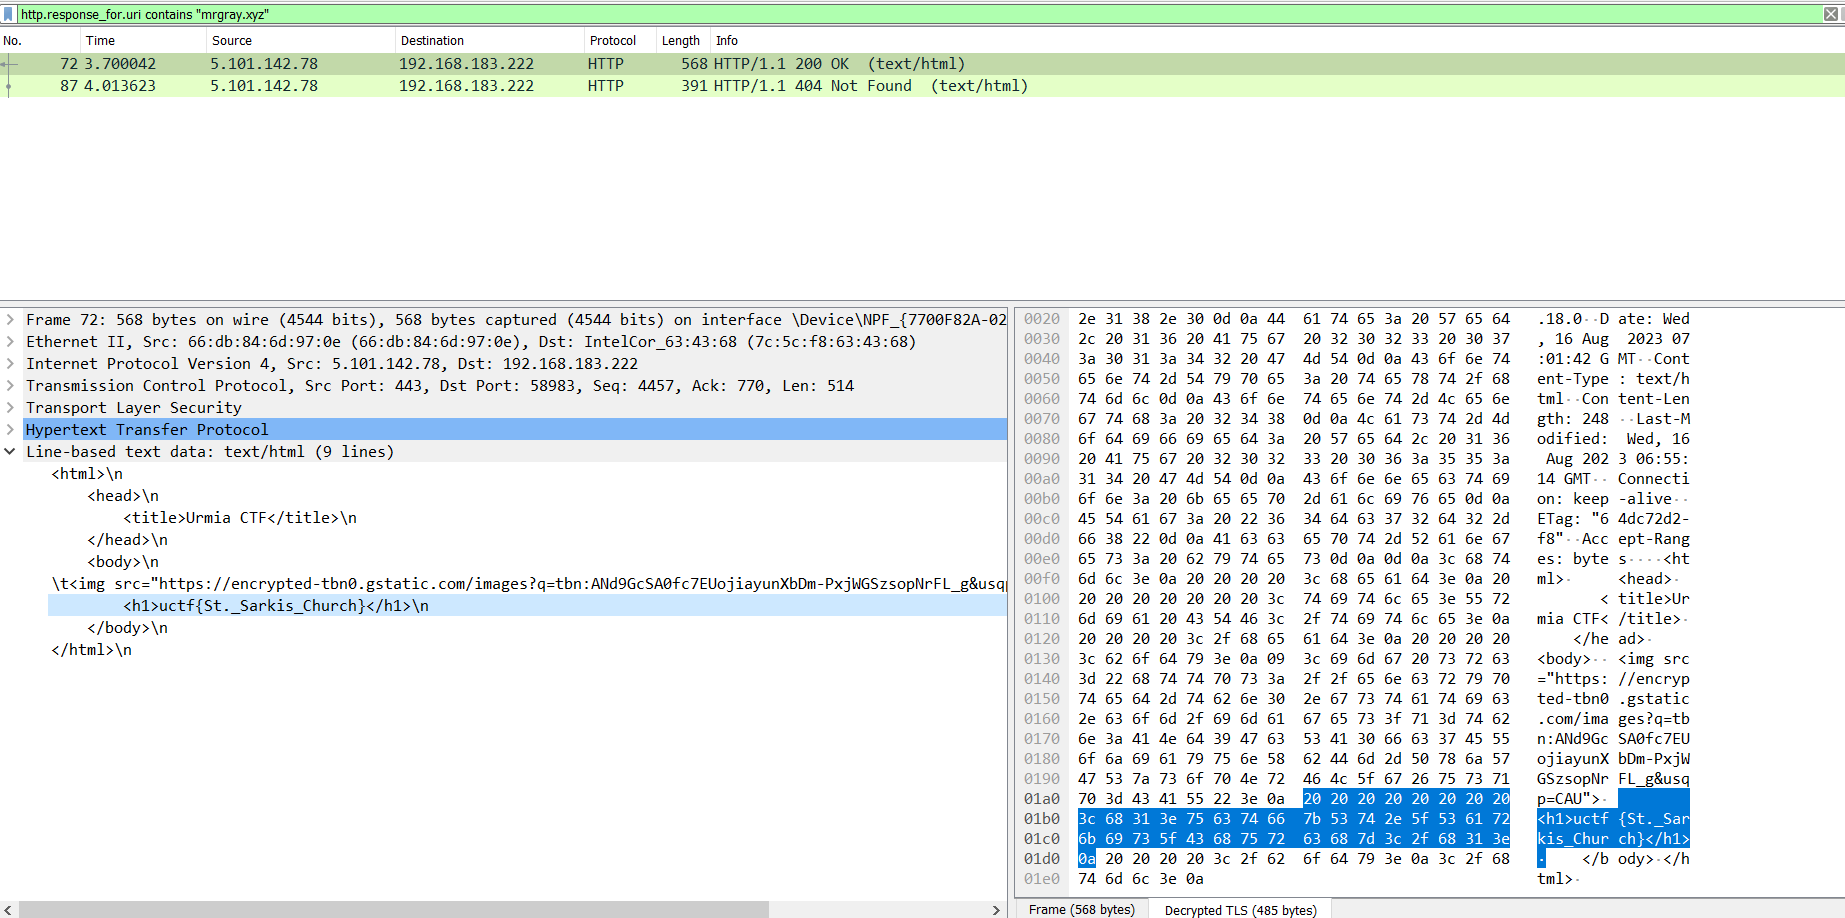 http.response_for.uri contains "mrgray.xyz"
No. Time Source Destination Protocol Length Info
72 3.700042 5.101.142.78 192.168.183.222 HTTP 568 HTTP/1.1 200 OK  (text/html)
87 4.013623 5.101.142.78 192.168.183.222 HTTP 391 HTTP/1.1 404 Not Found  (text/html)
Frame 72: 568 bytes on wire (4544 bits), 568 bytes captured (4544 bits) on interface \Device\NPF_{7700F82A-02
Ethernet II, Src: 66:db:84:6d:97:0e (66:db:84:6d:97:0e), Dst: IntelCor_63:43:68 (7c:5c:f8:63:43:68)
Internet Protocol Version 4, Src: 5.101.142.78, Dst: 192.168.183.222
Transmission Control Protocol, Src Port: 443, Dst Port: 58983, Seq: 4457, Ack: 770, Len: 514
Transport Layer Security
Hypertext Transfer Protocol
Line-based text data: text/html (9 lines)
<html>\n
<head>\n
<title>Urmia CTF</title>\n
</head>\n
<body>\n
\t<img src="https://encrypted-tbn0.gstatic.com/images?q=tbn:ANd9GcSA0fc7EUojiayunXbDm-PxjWGSzsopNrFL_g&usqp
<h1>uctf{St._Sarkis_Church}</h1>\n
</body>\n
</html>\n
0020 2e 31 38 2e 30 0d 0a 44 61 74 65 3a 20 57 65 64 .18.0··D ate: Wed
0030 2c 20 31 36 20 41 75 67 20 32 30 32 33 20 30 37 , 16 Aug 2023 07
0040 3a 30 31 3a 34 32 20 47 4d 54 0d 0a 43 6f 6e 74 :01:42 G MT··Cont
0050 65 6e 74 2d 54 79 70 65 3a 20 74 65 78 74 2f 68 ent-Type : text/h
0060 74 6d 6c 0d 0a 43 6f 6e 74 65 6e 74 2d 4c 65 6e tml··Con tent-Len
0070 67 74 68 3a 20 32 34 38 0d 0a 4c 61 73 74 2d 4d gth: 248 ··Last-M
0080 6f 64 69 66 69 65 64 3a 20 57 65 64 2c 20 31 36 odified: Wed, 16
0090 20 41 75 67 20 32 30 32 33 20 30 36 3a 35 35 3a Aug 202 3 06:55:
00a0 31 34 20 47 4d 54 0d 0a 43 6f 6e 6e 65 63 74 69 14 GMT·· Connecti
00b0 6f 6e 3a 20 6b 65 65 70 2d 61 6c 69 76 65 0d 0a on: keep -alive··
00c0 45 54 61 67 3a 20 22 36 34 64 63 37 32 64 32 2d ETag: "6 4dc72d2-
00d0 66 38 22 0d 0a 41 63 63 65 70 74 2d 52 61 6e 67 f8"··Acc ept-Rang
00e0 65 73 3a 20 62 79 74 65 73 0d 0a 0d 0a 3c 68 74 es: byte s····<ht
00f0 6d 6c 3e 0a 20 20 20 20 3c 68 65 61 64 3e 0a 20 ml>· <head>·
0100 20 20 20 20 20 20 20 3c 74 69 74 6c 65 3e 55 72 < title>Ur
0110 6d 69 61 20 43 54 46 3c 2f 74 69 74 6c 65 3e 0a mia CTF< /title>·
0120 20 20 20 20 3c 2f 68 65 61 64 3e 0a 20 20 20 20 </he ad>·
0130 3c 62 6f 64 79 3e 0a 09 3c 69 6d 67 20 73 72 63 <body>·· <img src
0140 3d 22 68 74 74 70 73 3a 2f 2f 65 6e 63 72 79 70 ="https: //encryp
0150 74 65 64 2d 74 62 6e 30 2e 67 73 74 61 74 69 63 ted-tbn0 .gstatic
0160 2e 63 6f 6d 2f 69 6d 61 67 65 73 3f 71 3d 74 62 .com/ima ges?q=tb
0170 6e 3a 41 4e 64 39 47 63 53 41 30 66 63 37 45 55 n:ANd9Gc SA0fc7EU
0180 6f 6a 69 61 79 75 6e 58 62 44 6d 2d 50 78 6a 57 ojiayunX bDm-PxjW
0190 47 53 7a 73 6f 70 4e 72 46 4c 5f 67 26 75 73 71 GSzsopNr FL_g&usq
01a0 70 3d 43 41 55 22 3e 0a 20 20 20 20 20 20 20 20 p=CAU">·
01b0 3c 68 31 3e 75 63 74 66 7b 53 74 2e 5f 53 61 72 <h1>uctf {St._Sar
01c0 6b 69 73 5f 43 68 75 72 63 68 7d 3c 2f 68 31 3e kis_Chur ch}</h1>
01d0 0a 20 20 20 20 3c 2f 62 6f 64 79 3e 0a 3c 2f 68 · </b ody>·</h
01e0 74 6d 6c 3e 0a tml>·
Frame (568 bytes) Decrypted TLS (485 bytes)